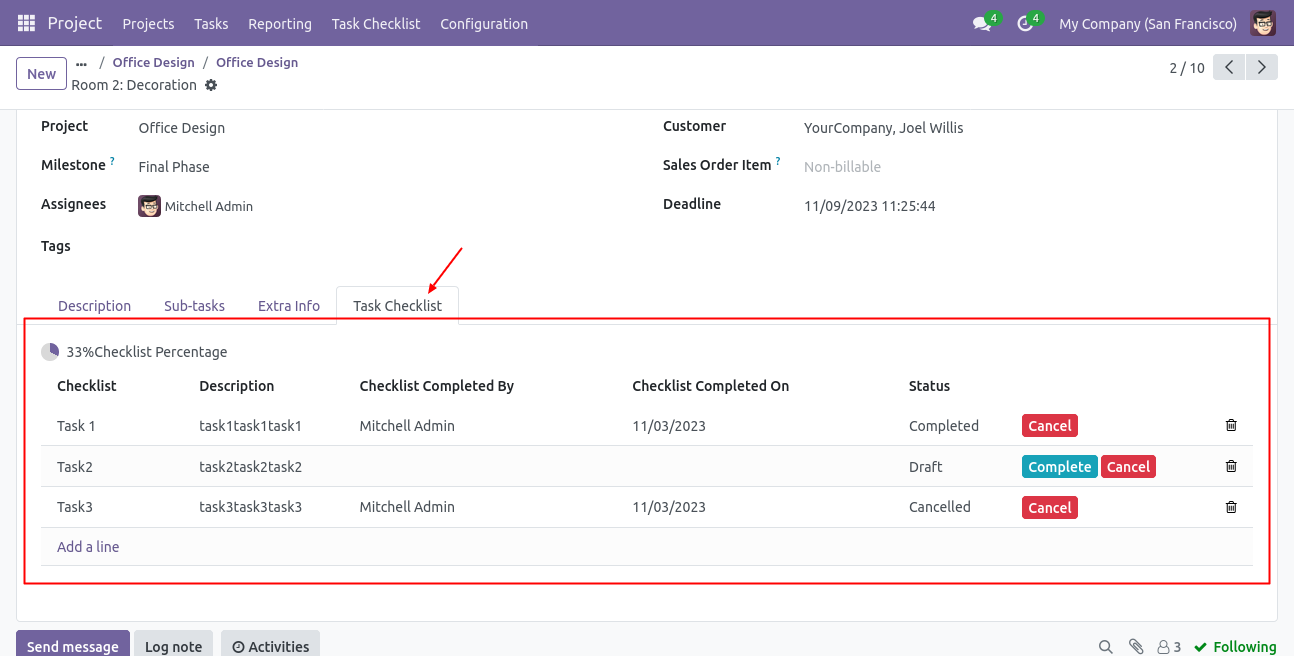 Project Projects Tasks Reporting Task Checklist Configuration 4 4 My Company (San Francisco)
New ... / Office Design / Office Design 2 / 10
Room 2: Decoration
Project Office Design Customer YourCompany, Joel Willis
Milestone ? Final Phase Sales Order Item ? Non-billable
Assignees Mitchell Admin Deadline 11/09/2023 11:25:44
Tags
Description Sub-tasks Extra Info Task Checklist
33%Checklist Percentage
Checklist Description Checklist Completed By Checklist Completed On Status
Task 1 task1task1task1 Mitchell Admin 11/03/2023 Completed Cancel
Task2 task2task2task2 Draft Complete Cancel
Task3 task3task3task3 Mitchell Admin 11/03/2023 Cancelled Cancel
Add a line
Send message Log note Activities 3 Following